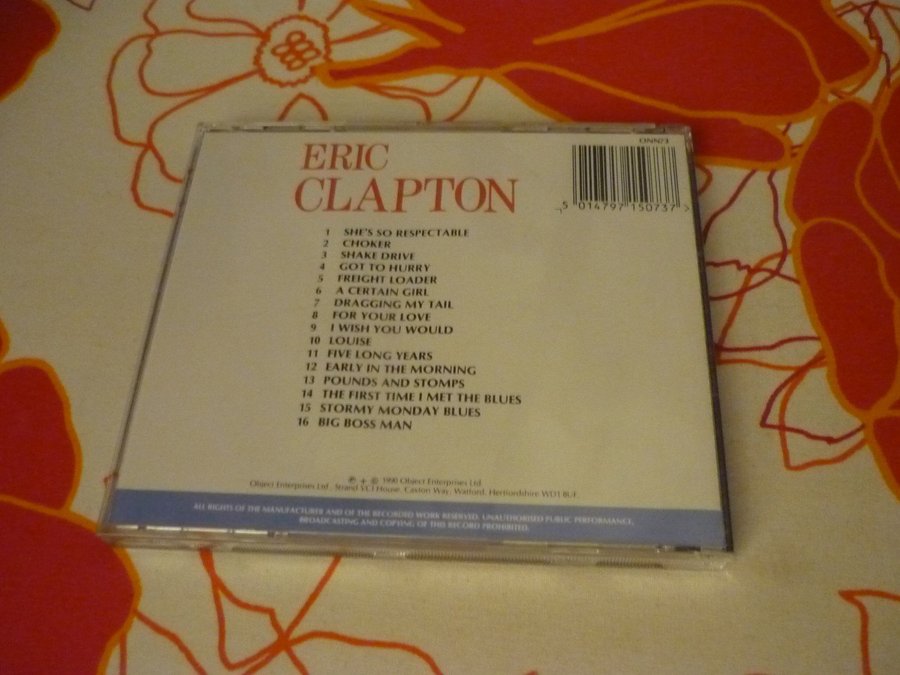 ERIC
CLAPTON
ONN73
5 014797 150737 >
1 SHE'S SO RESPECTABLE
2 CHOKER
3 SHAKE DRIVE
4 GOT TO HURRY
5 FREIGHT LOADER
6 A CERTAIN GIRL
7 DRAGGING MY TAIL
8 FOR YOUR LOVE
9 I WISH YOU WOULD
10 LOUISE
11 FIVE LONG YEARS
12 EARLY IN THE MORNING
13 POUNDS AND STOMPS
14 THE FIRST TIME I MET THE BLUES
15 STORMY MONDAY BLUES
16 BIG BOSS MAN
℗ + © 1990 Object Enterprises Ltd
Object Enterprises Ltd., Strand VCI House, Caxton Way, Watford, Hertfordshire WD1 8UF.
ALL RIGHTS OF THE MANUFACTURER AND OF THE RECORDED WORK RESERVED. UNAUTHORISED PUBLIC PERFORMANCE,
BROADCASTING AND COPYING OF THIS RECORD PROHIBITED.